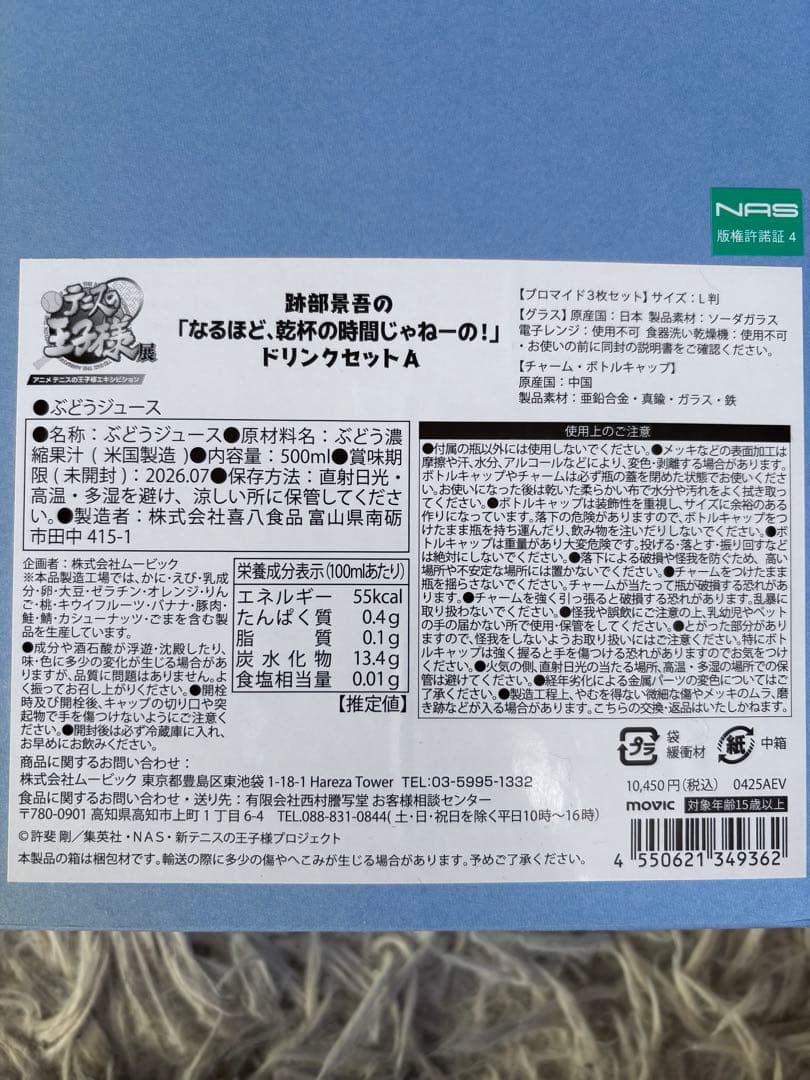 NAS
版権許諾証 4
テニスの
王子様展
アニメ テニスの王子様エキシビション
跡部景吾の
「なるほど、乾杯の時間じゃねーの!」
ドリンクセットA
【ブロマイド3枚セット】サイズ:L判
【グラス】原産国:日本 製品素材:ソーダガラス
電子レンジ:使用不可 食器洗い乾燥機:使用不可
・お使いの前に同封の説明書をご確認ください。
【チャーム・ボトルキャップ】
原産国:中国
製品素材:亜鉛合金・真鍮・ガラス・鉄
●ぶどうジュース
●名称:ぶどうジュース●原材料名:ぶどう濃
縮果汁(米国製造)●内容量:500ml●賞味期
限(未開封):2026.07●保存方法:直射日光・
高温・多湿を避け、涼しい所に保管してくださ
い。●製造者:株式会社喜八食品 富山県南砺
市田中 415-1
企画者:株式会社ムービック
※本品製造工場では、かに・えび・乳成
分・卵・大豆・ゼラチン・オレンジ・りん
ご・桃・キウイフルーツ・バナナ・豚肉・
鮭・鯖・カシューナッツ・ごまを含む製
品を生産しています。
●成分や酒石酸が浮遊・沈殿したり、
味・色に多少の変化が生じる場合があり
ますが、品質に問題はありません。よ
く振ってお召し上がりください。●開栓
時及び開栓後、キャップの切り口や突
起物で手を傷つけないようにご注意く
ださい。●開封後は必ず冷蔵庫に入れ、
お早めにお飲みください。
栄養成分表示(100mlあたり)
エネルギー 55kcal
たんぱく質 0.4g
脂質 0.1g
炭水化物 13.4g
食塩相当量 0.01g
【推定値】
使用上のご注意
●付属の瓶以外には使用しないでください。●メッキなどの表面加工は
摩擦や汗、水分、アルコールなどにより、変色・剥離する場合があります。
ボトルキャップやチャームは必ず瓶の蓋を閉めた状態でお使いくださ
い。お使いになった後は乾いた柔らかい布で水分や汚れをよく拭き取っ
てください。●ボトルキャップは装飾性を重視し、サイズに余裕のある
作りになっています。落下の危険がありますので、ボトルキャップをつ
けたまま瓶を持ち運んだり、飲み物を注いだりしないでください。●ボ
トルキャップは重量があり大変危険です。投げる・落とす・振り回すなど
は絶対にしないでください。●落下による破損や怪我を防ぐため、高い
場所や不安定な場所には置かないでください。●チャームをつけたまま
瓶を揺らさないでください。チャームが当たって瓶が破損する恐れがあ
ります。●チャームを強く引っ張ると破損する恐れがあります。乱暴に
取り扱わないでください。●怪我や誤飲にご注意の上、乳幼児やペット
の手の届かない所で使用・保管をしてください。●とがった部分があり
ますので、怪我をしないようお取り扱いにはご注意ください。特にボト
ルキャップは強く握ると手を傷つける恐れがありますのでお気をつけ
ください。●火気の側、直射日光の当たる場所、高温・多湿の場所での保
管は避けてください。●経年劣化による金属パーツの変色についてはご
了承ください。●製造工程上、やむを得ない微細な傷やメッキのムラ、磨
き跡などが入る場合があります。こちらの交換・返品はいたしかねます。
プラ
袋
緩衝材
紙
中箱
商品に関するお問い合わせ:
株式会社ムービック 東京都豊島区東池袋 1-18-1 Hareza Tower TEL:03-5995-1332
食品に関するお問い合わせ・送り先:有限会社西村謄写堂 お客様相談センター
〒780-0901 高知県高知市上町1丁目6-4 TEL.088-831-0844(土・日・祝日を除く平日10時~16時)
©許斐 剛/集英社・NAS・新テニスの王子様プロジェクト
本製品の箱は梱包材です。輸送の際に多少の傷やへこみが生じる場合があります。予めご了承ください。
10,450円(税込) 0425AEV
movic 対象年齢15歳以上
4 550621 349362